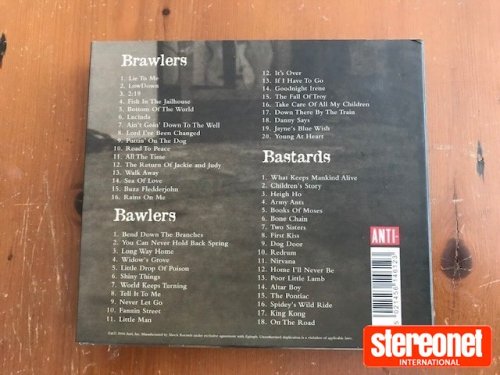 Brawlers
1. Lie To Me
2. LowDown
3. 2:19
4. Fish In The Jailhouse
5. Bottom Of The World
6. Lucinda
7. Ain't Goin' Down To The Well
8. Lord I've Been Changed
9. Puttin' On The Dog
10. Road To Peace
11. All The Time
12. The Return Of Jackie and Judy
13. Walk Away
14. Sea Of Love
15. Buzz Fledderjohn
16. Rains On Me
Bawlers
1. Bend Down The Branches
2. You Can Never Hold Back Spring
3. Long Way Home
4. Widow's Grove
5. Little Drop Of Poison
6. Shiny Things
7. World Keeps Turning
8. Tell It To Me
9. Never Let Go
10. Fannin Street
11. Little Man
12. It's Over
13. If I Have To Go
14. Goodnight Irene
15. The Fall Of Troy
16. Take Care Of All My Children
17. Down There By The Train
18. Danny Says
19. Jayne's Blue Wish
20. Young At Heart
Bastards
1. What Keeps Mankind Alive
2. Children's Story
3. Heigh Ho
4. Army Ants
5. Books Of Moses
6. Bone Chain
7. Two Sisters
8. First Kiss
9. Dog Door
10. Redrum
11. Nirvana
12. Home I'll Never Be
13. Poor Little Lamb
14. Altar Boy
15. The Pontiac
16. Spidey's Wild Ride
17. King Kong
18. On The Road
ANTI-
stereonet
INTERNATIONAL